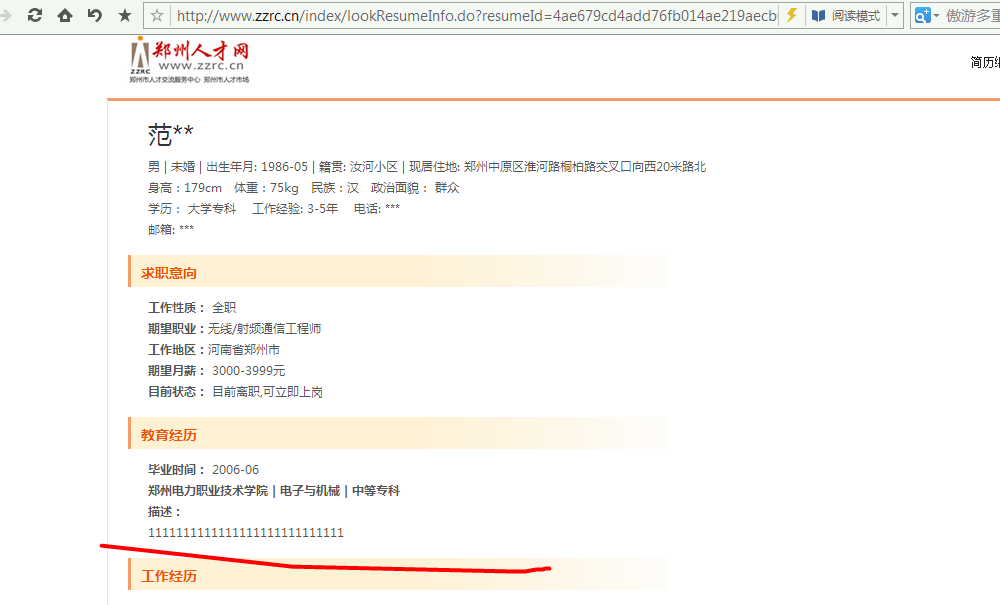 http://www.zzrc.cn/index/lookResumeInfo.do?resumeId=4ae679cd4add76fb014ae219aecb
阅读模式
傲游多重
郑州人才网
www.zzrc.cn
ZZRC
郑州市人才交流服务中心 郑州市人才市场
简历编
范**
男 | 未婚 | 出生年月: 1986-05 | 籍贯: 汝河小区 | 现居住地: 郑州中原区淮河路桐柏路交叉口向西20米路北
身高：179cm 体重：75kg 民族：汉 政治面貌： 群众
学历： 大学专科 工作经验: 3-5年 电话: ***
邮箱: ***
求职意向
工作性质： 全职
期望职业：无线/射频通信工程师
工作地区：河南省郑州市
期望月薪： 3000-3999元
目前状态： 目前离职,可立即上岗
教育经历
毕业时间： 2006-06
郑州电力职业技术学院 | 电子与机械 | 中等专科
描述：
1111111111111111111111111111
工作经历